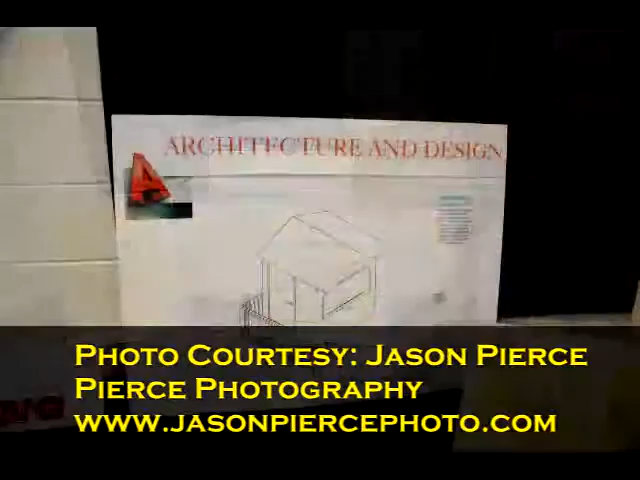 ARCHITECTURE AND DESIGN
A
PHOTO COURTESY: JASON PIERCE
PIERCE PHOTOGRAPHY
WWW.JASONPIERCEPHOTO.COM